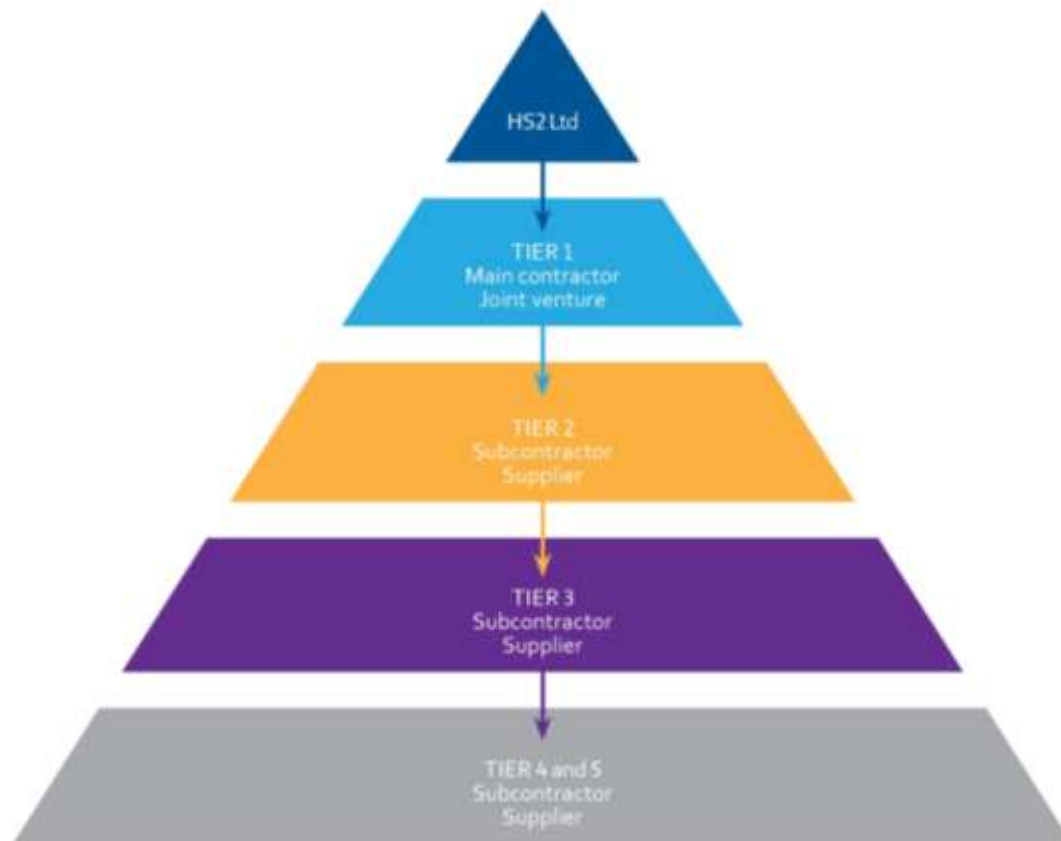 HS2 Ltd
TIER 1
Main contractor
Joint venture
TIER 2
Subcontractor
Supplier
TIER 3
Subcontractor
Supplier
TIER 4 and 5
Subcontractor
Supplier